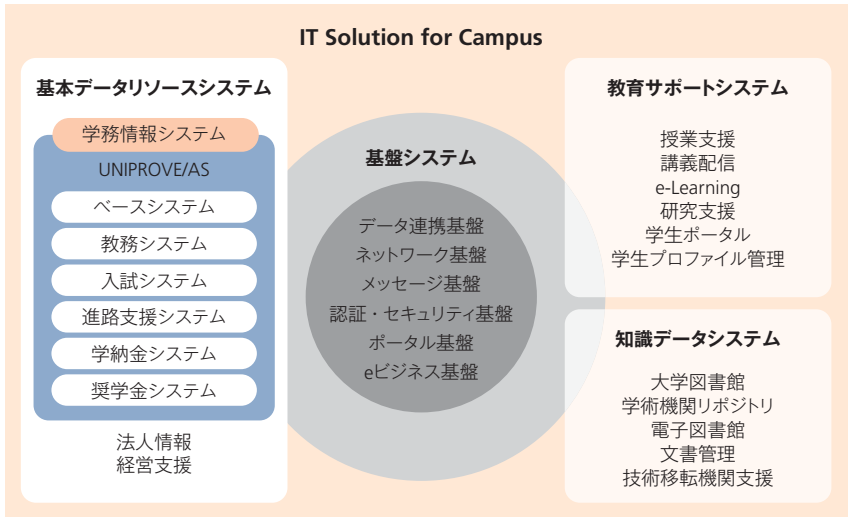 IT Solution for Campus
基本データリソースシステム
学務情報システム
UNIPROVE/AS
ベースシステム
教務システム
入試システム
進路支援システム
学納金システム
奨学金システム
法人情報
経営支援
基盤システム
データ連携基盤
ネットワーク基盤
メッセージ基盤
認証・セキュリティ基盤
ポータル基盤
eビジネス基盤
教育サポートシステム
授業支援
講義配信
e-Learning
研究支援
学生ポータル
学生プロファイル管理
知識データシステム
大学図書館
学術機関リポジトリ
電子図書館
文書管理
技術移転機関支援